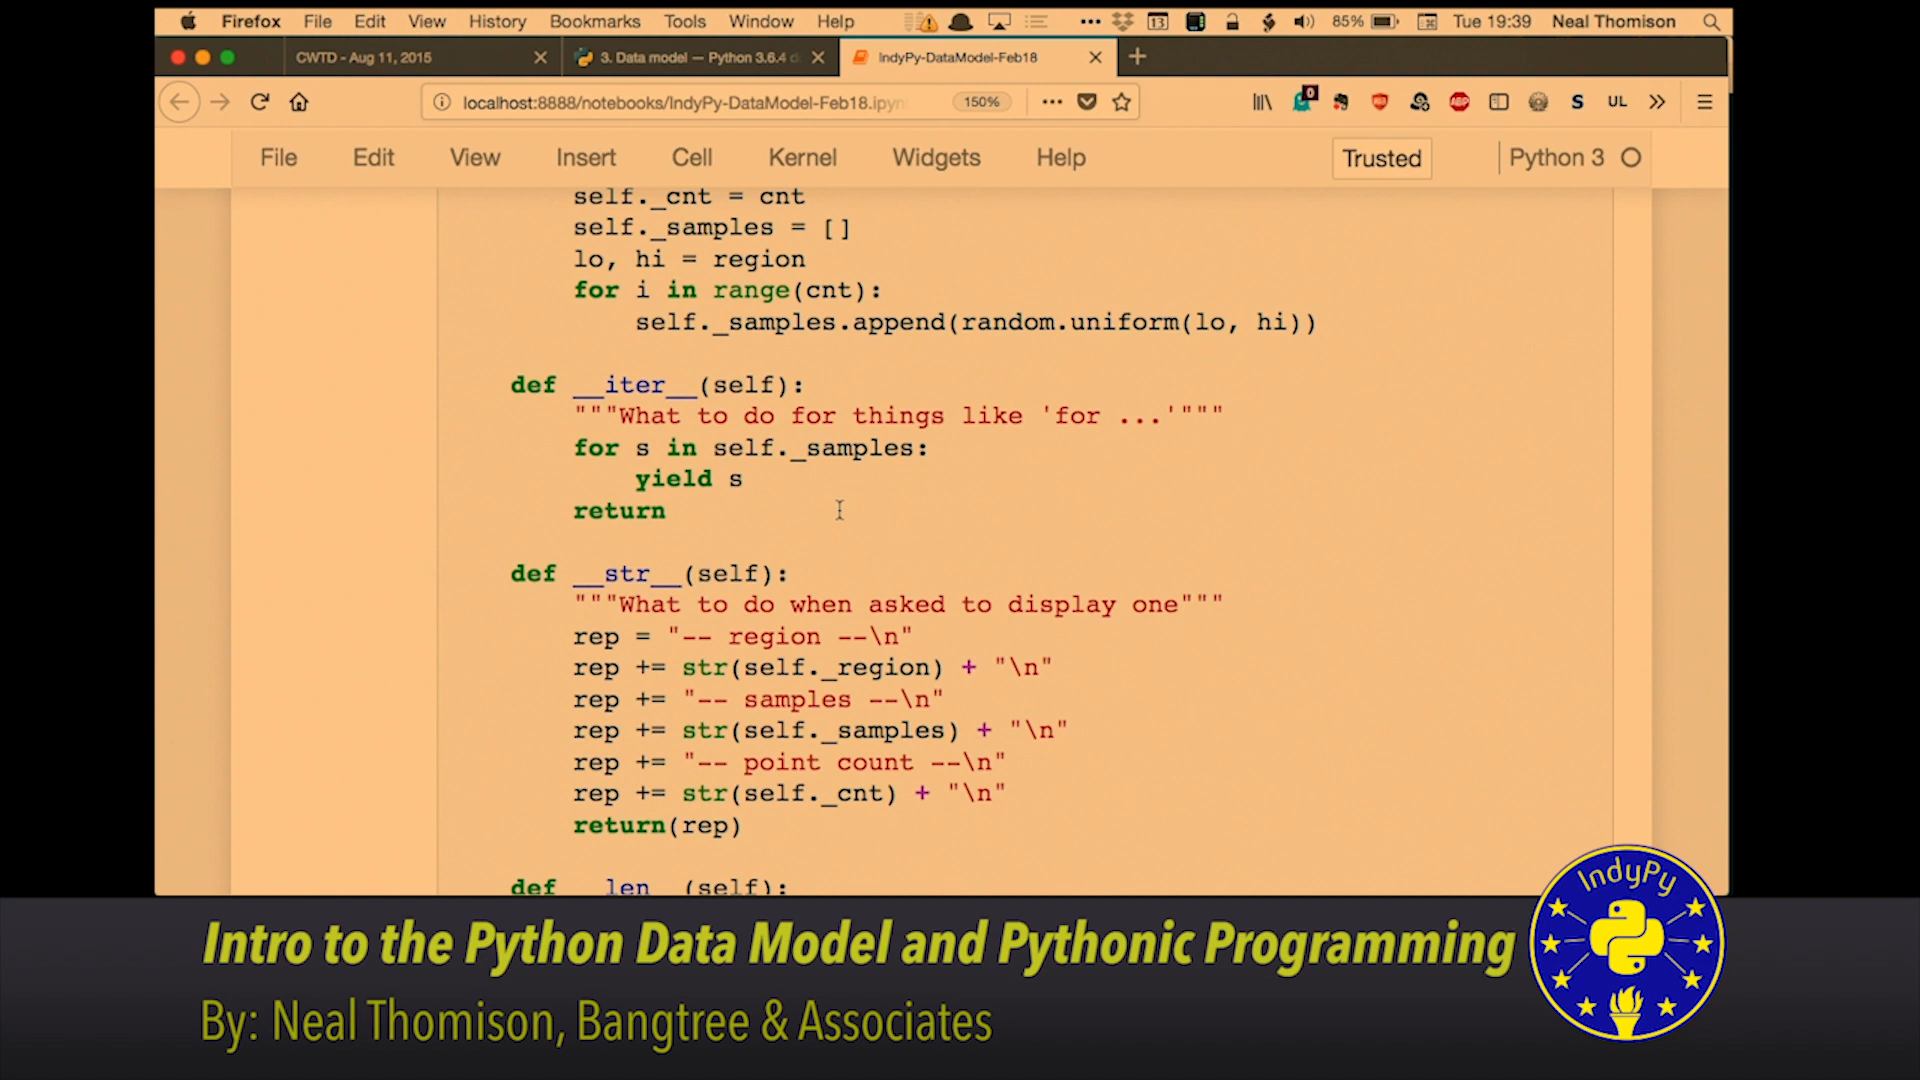 Firefox File Edit View History Bookmarks Tools Window Help 13 85% Tue 19:39 Neal Thomison
CWTD - Aug 11, 2015
3. Data model — Python 3.6.4 d
IndyPy-DataModel-Feb18
localhost:8888/notebooks/IndyPy-DataModel-Feb18.ipyn 150% 0 ABP S UL
File Edit View Insert Cell Kernel Widgets Help Trusted Python 3
self._cnt = cnt
self._samples = []
lo, hi = region
for i in range(cnt):
self._samples.append(random.uniform(lo, hi))
def __iter__(self):
"""What to do for things like 'for ...'"""
for s in self._samples:
yield s
return
def __str__(self):
"""What to do when asked to display one"""
rep = "-- region --\n"
rep += str(self._region) + "\n"
rep += "-- samples --\n"
rep += str(self._samples) + "\n"
rep += "-- point count --\n"
rep += str(self._cnt) + "\n"
return(rep)
def __len__(self):
IndyPy
Intro to the Python Data Model and Pythonic Programming
By: Neal Thomison, Bangtree & Associates